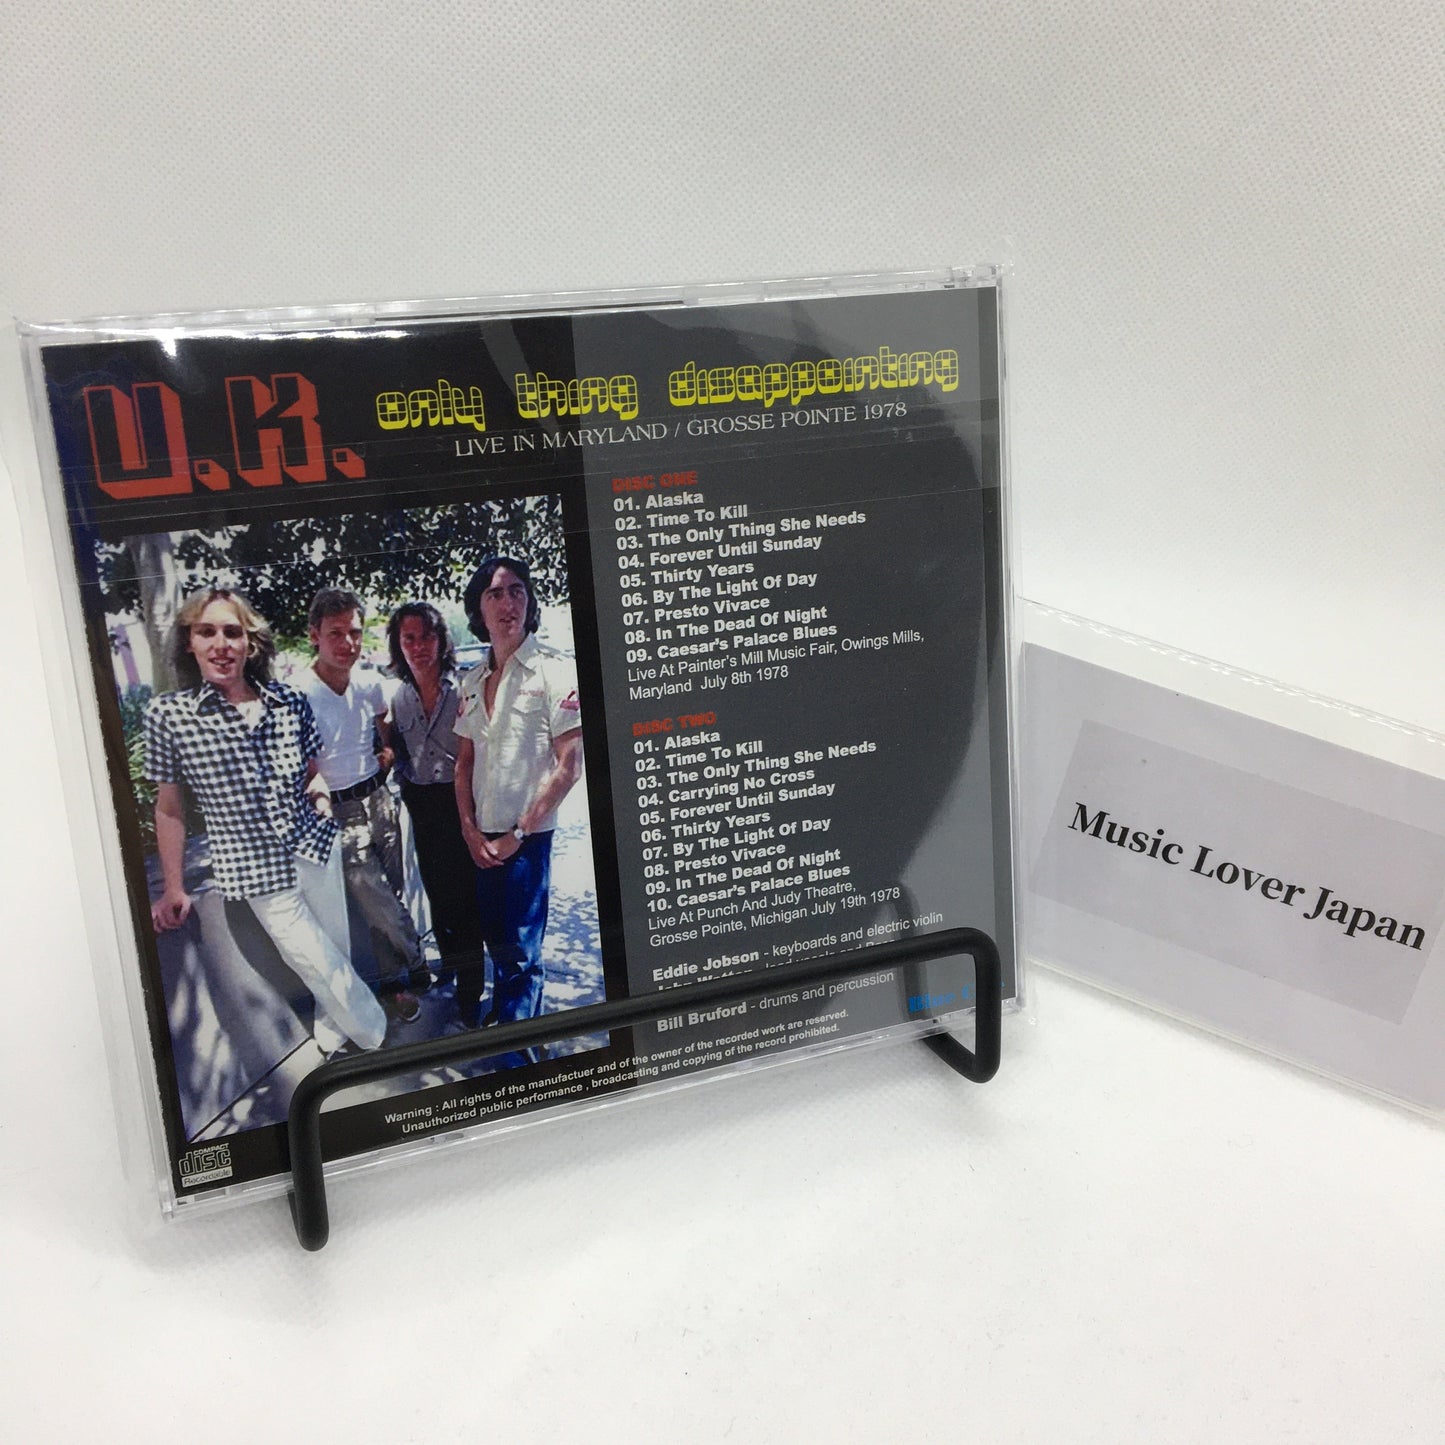 U.K. only thing disappointing
LIVE IN MARYLAND / GROSSE POINTE 1978
DISC ONE
01. Alaska
02. Time To Kill
03. The Only Thing She Needs
04. Forever Until Sunday
05. Thirty Years
06. By The Light Of Day
07. Presto Vivace
08. In The Dead Of Night
09. Caesar's Palace Blues
Live At Painter's Mill Music Fair, Owings Mills,
Maryland July 8th 1978
DISC TWO
01. Alaska
02. Time To Kill
03. The Only Thing She Needs
04. Carrying No Cross
05. Forever Until Sunday
06. Thirty Years
07. By The Light Of Day
08. Presto Vivace
09. In The Dead Of Night
10. Caesar's Palace Blues
Live At Punch And Judy Theatre,
Grosse Pointe, Michigan July 19th 1978
Eddie Jobson - keyboards and electric violin
Bill Bruford - drums and percussion
Warning : All rights of the manufactuer and of the owner of the recorded work are reserved.
Unauthorized public performance , broadcasting and copying of the record prohibited.
COMPACT
disc
Recordable
Music Lover Japan